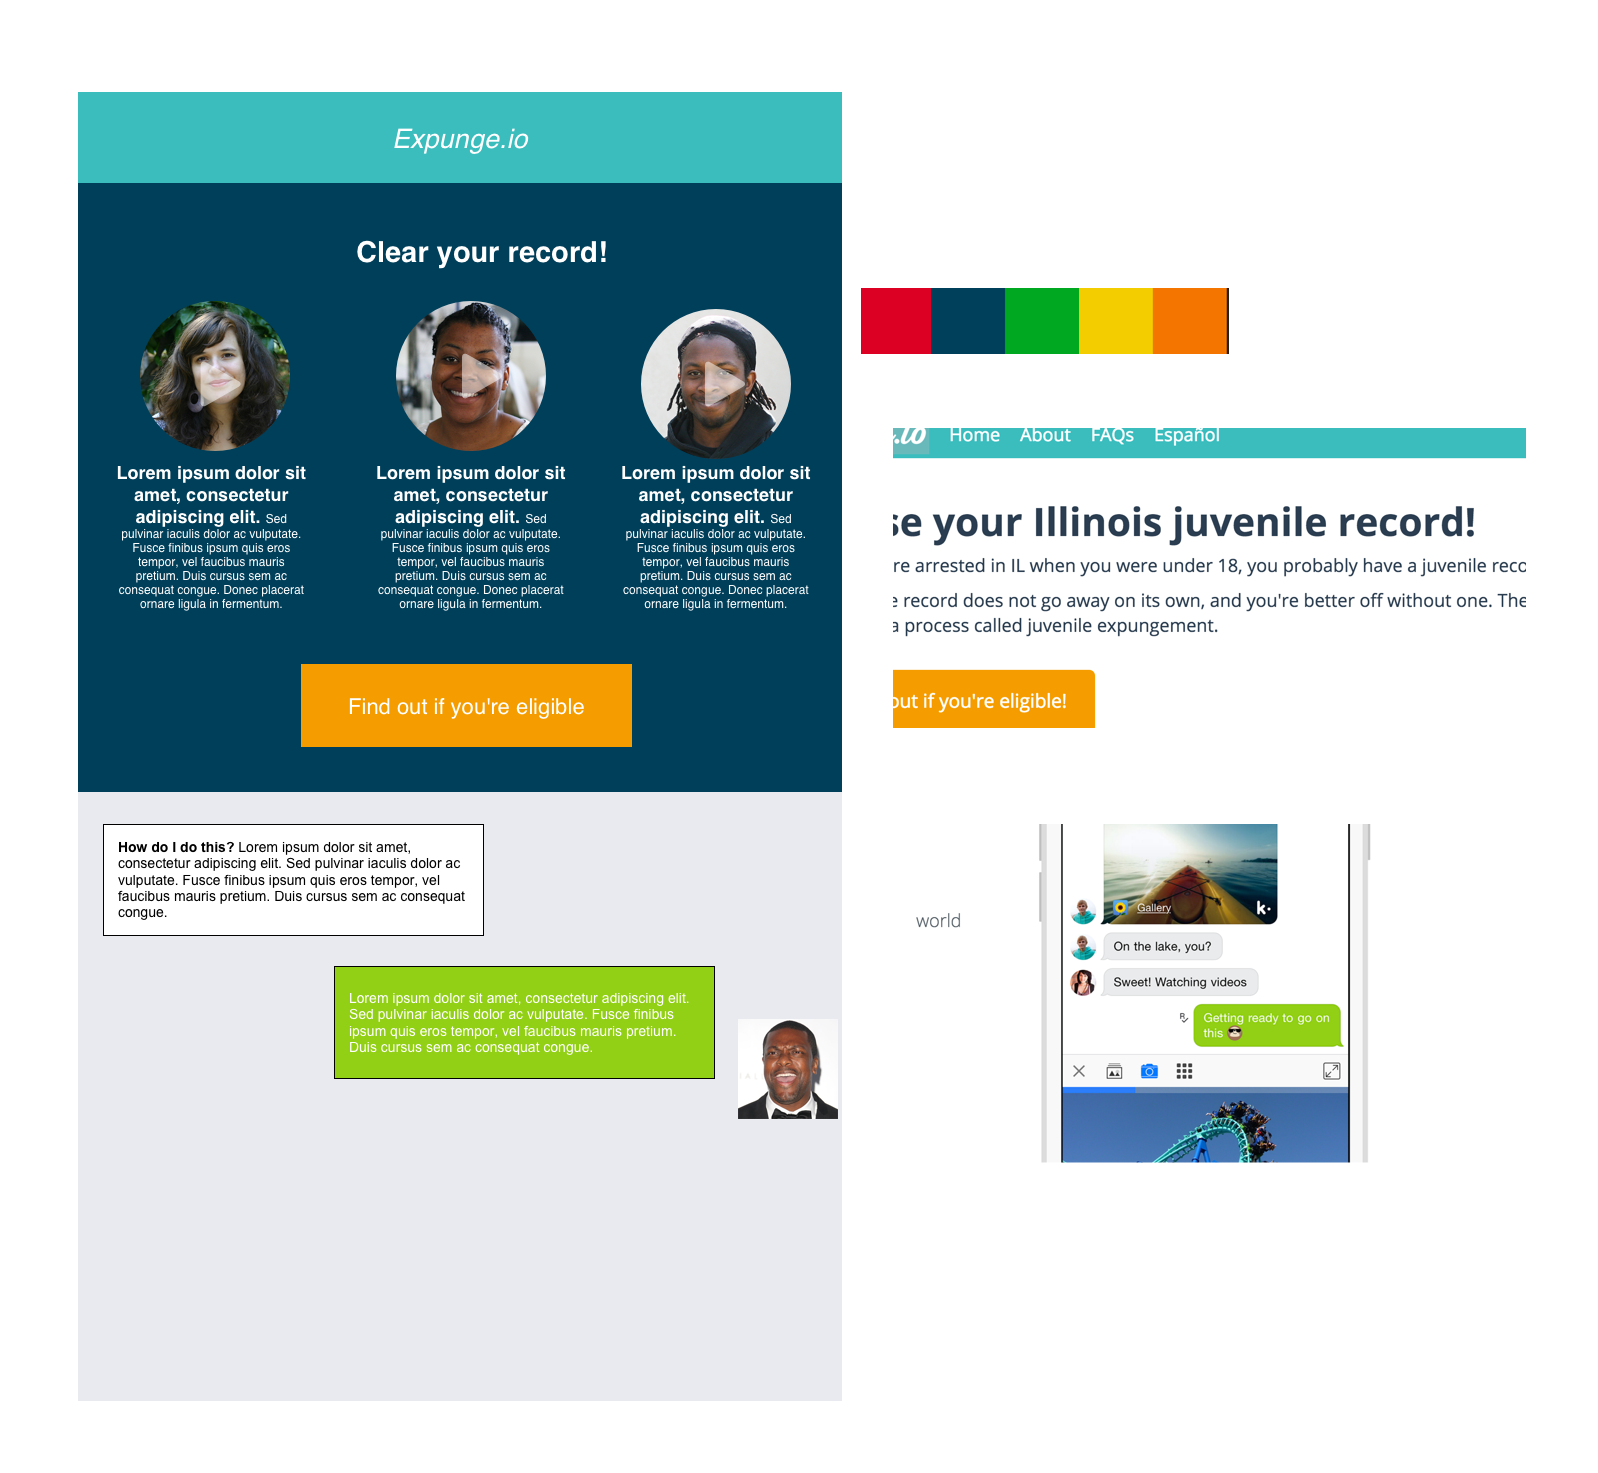 Expunge.io
Clear your record!
Lorem ipsum dolor sit
amet, consectetur
adipiscing elit. Sed
pulvinar iaculis dolor ac vulputate.
Fusce finibus ipsum quis eros
tempor, vel faucibus mauris
pretium. Duis cursus sem ac
consequat congue. Donec placerat
ornare ligula in fermentum.
Lorem ipsum dolor sit
amet, consectetur
adipiscing elit. Sed
pulvinar iaculis dolor ac vulputate.
Fusce finibus ipsum quis eros
tempor, vel faucibus mauris
pretium. Duis cursus sem ac
consequat congue. Donec placerat
ornare ligula in fermentum.
Lorem ipsum dolor sit
amet, consectetur
adipiscing elit. Sed
pulvinar iaculis dolor ac vulputate.
Fusce finibus ipsum quis eros
tempor, vel faucibus mauris
pretium. Duis cursus sem ac
consequat congue. Donec placerat
ornare ligula in fermentum.
Find out if you're eligible
How do I do this? Lorem ipsum dolor sit amet,
consectetur adipiscing elit. Sed pulvinar iaculis dolor ac
vulputate. Fusce finibus ipsum quis eros tempor, vel
faucibus mauris pretium. Duis cursus sem ac consequat
congue.
Lorem ipsum dolor sit amet, consectetur adipiscing elit.
Sed pulvinar iaculis dolor ac vulputate. Fusce finibus
ipsum quis eros tempor, vel faucibus mauris pretium.
Duis cursus sem ac consequat congue.
.io Home About FAQs Español
se your Illinois juvenile record!
re arrested in IL when you were under 18, you probably have a juvenile reco
e record does not go away on its own, and you're better off without one. The
a process called juvenile expungement.
out if you're eligible!
world
Gallery
k·
On the lake, you?
Sweet! Watching videos
R
Getting ready to go on
this 😎